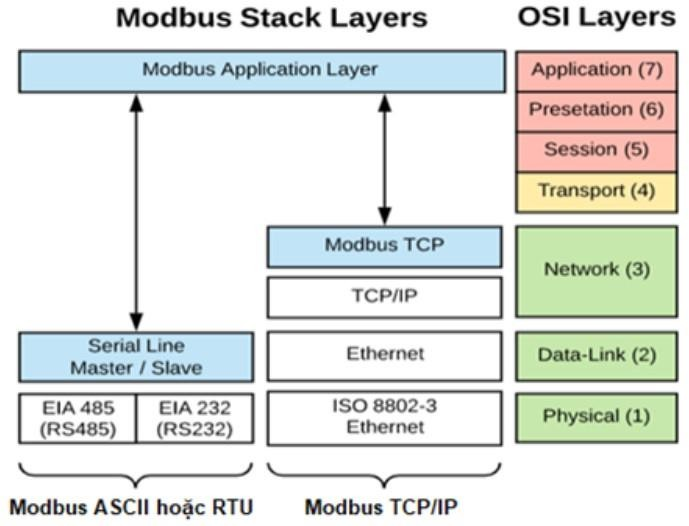 Modbus Stack Layers
OSI Layers
Modbus Application Layer
Application (7)
Presetation (6)
Session (5)
Transport (4)
Modbus TCP
Network (3)
TCP/IP
Serial Line
Master / Slave
Ethernet
Data-Link (2)
EIA 485
(RS485)
EIA 232
(RS232)
ISO 8802-3
Ethernet
Physical (1)
Modbus ASCII hoặc RTU
Modbus TCP/IP